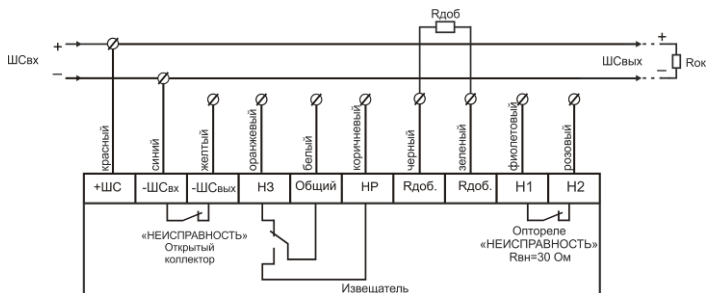 Rдоб
+
+
ШСвх
ШСвых
Rок
–
–
красный
синий
желтый
оранжевый
белый
коричневый
черный
зеленый
фиолетовый
розовый
+ШС
-ШСвх
-ШСвых
НЗ
Общий
НР
Rдоб.
Rдоб.
Н1
Н2
«НЕИСПРАВНОСТЬ»
Открытый
коллектор
Оптореле
«НЕИСПРАВНОСТЬ»
Rвн=30 Ом
Извещатель